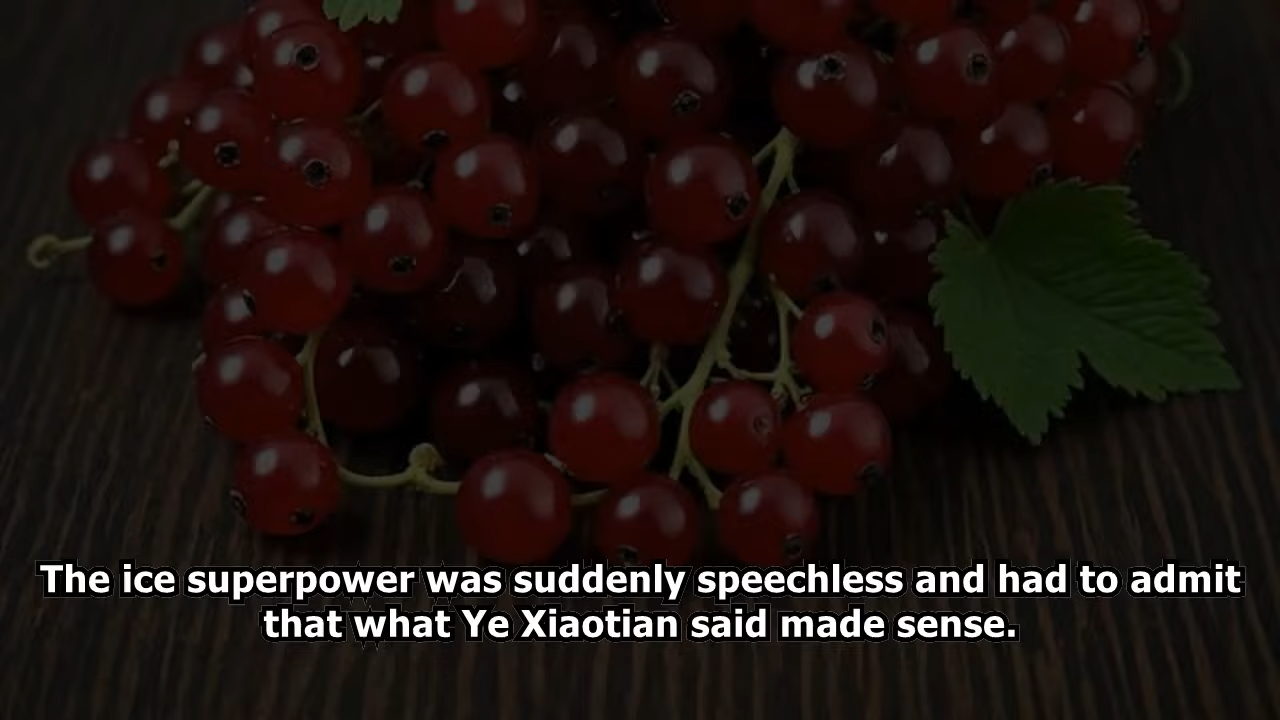 The ice superpower was suddenly speechless and had to admit
that what Ye Xiaotian said made sense.